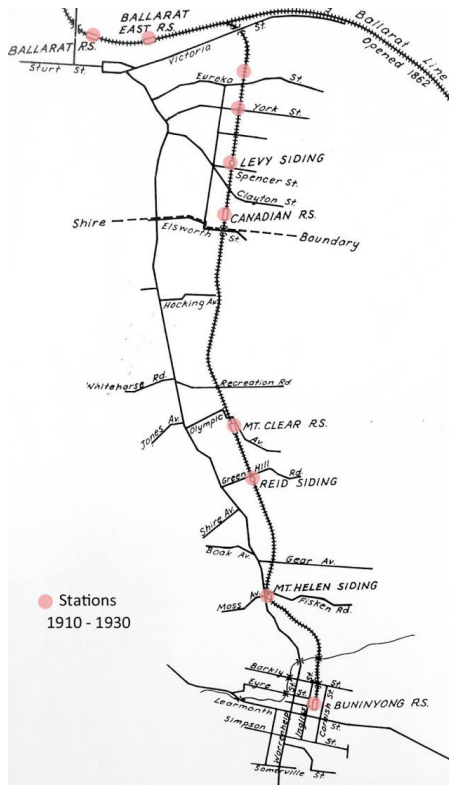 BALLARAT
EAST R.S.
BALLARAT R.S.
Sturt St.
Victoria St.
Ballarat Line
Opened 1862
Eureka St.
York St.
LEVY SIDING
Spencer St.
Clayton St.
CANADIAN R.S.
Shire Boundary
Elsworth St.
Hocking Av.
Whitehorse Rd.
Recreation Rd
Jones Av.
Olympic Av.
MT. CLEAR R.S.
Green Hill Rd.
REID SIDING
Shire Av.
Boak Av.
Gear Av.
MT. HELEN SIDING
Moss Av.
Fisken Rd.
Stations
1910 - 1930
Barkly St.
Eyre St.
Learmonth St.
BUNINYONG R.S.
Simpson St.
Warrenheip St.
Inglis St.
Cornish St.
Somerville St.